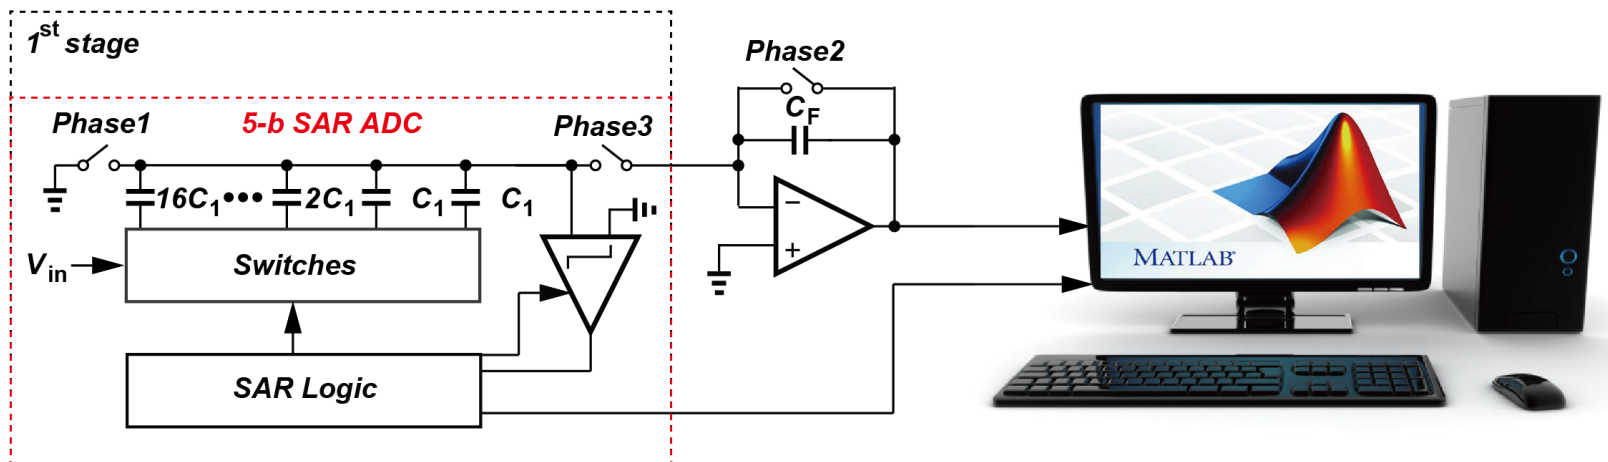 1st stage
Phase2
Phase1
5-b SAR ADC
Phase3
CF
16C1 ••• 2C1 C1 C1
Vin
Switches
SAR Logic
− +
MATLAB®